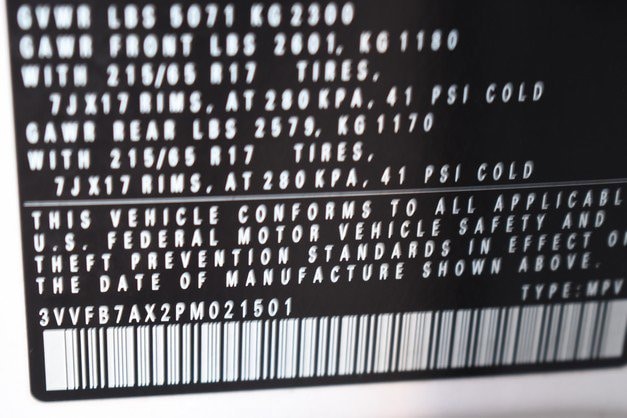 GVWR LBS 5071 KG 2300
GAWR FRONT LBS 2601, KG 1180
WITH 215/65 R17 TIRES,
7JX17 RIMS, AT 280 KPA, 41 PSI COLD
GAWR REAR LBS 2579, KG 1170
WITH 215/65 R17 TIRES,
7JX17 RIMS, AT 280 KPA, 41 PSI COLD
THIS VEHICLE CONFORMS TO ALL APPLICABL
U.S. FEDERAL MOTOR VEHICLE SAFETY AND
THEFT PREVENTION STANDARDS IN EFFECT O
THE DATE OF MANUFACTURE SHOWN ABOVE.
TYPE: MPV
3VVFB7AX2PM021501